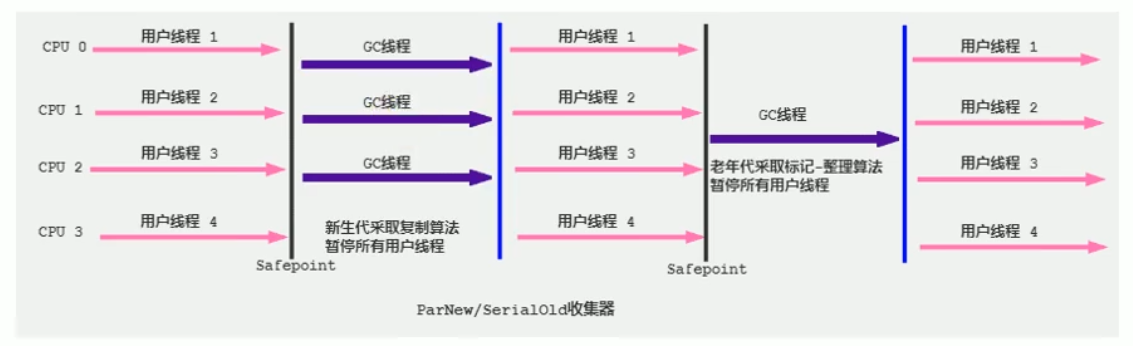 CPU 0
用户线程 1
GC线程
用户线程 1
用户线程 1
CPU 1
用户线程 2
GC线程
用户线程 2
GC线程
用户线程 2
CPU 2
用户线程 3
GC线程
用户线程 3
老年代采取标记-整理算法
暂停所有用户线程
用户线程 3
CPU 3
用户线程 4
新生代采取复制算法
暂停所有用户线程
用户线程 4
用户线程 4
Safepoint
Safepoint
ParNew/SerialOld收集器